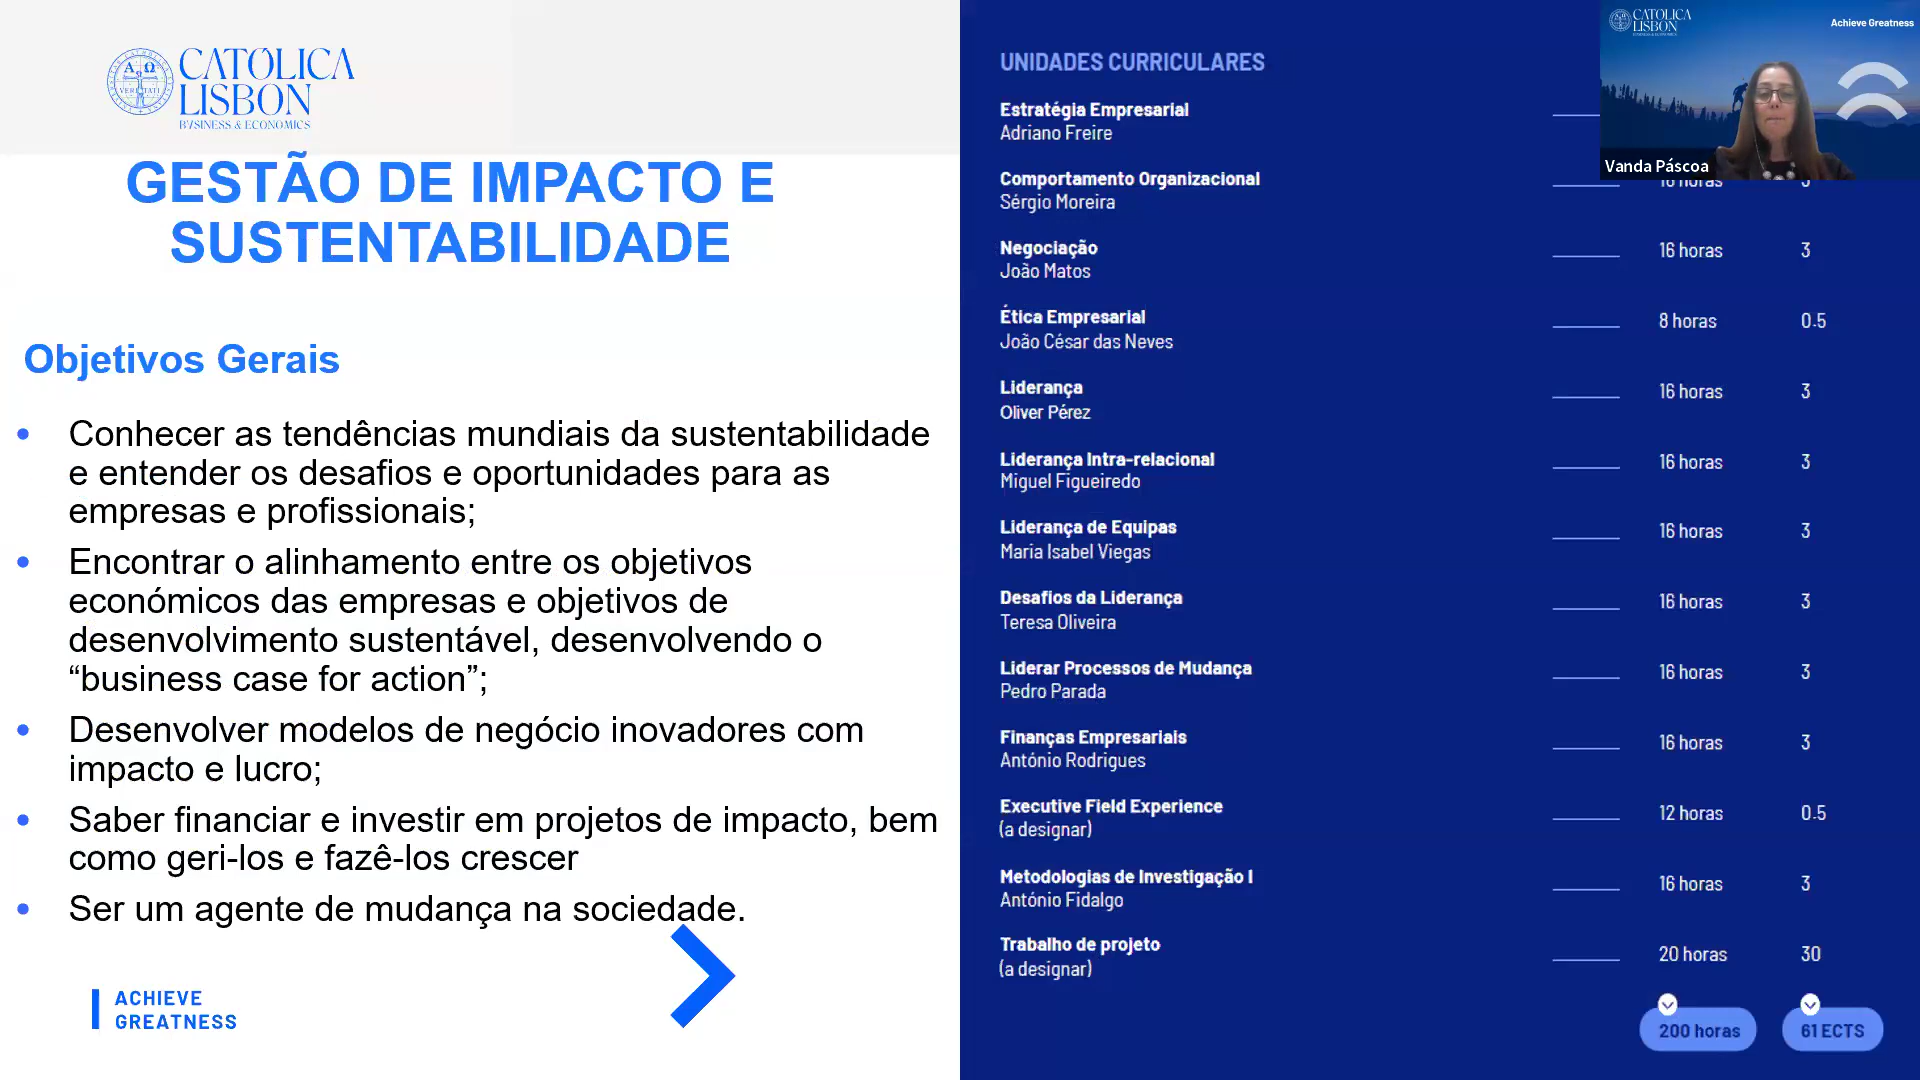 CATÓLICA
LISBON
BUSINESS & ECONOMICS
GESTÃO DE IMPACTO E
SUSTENTABILIDADE
Objetivos Gerais
• Conhecer as tendências mundiais da sustentabilidade
e entender os desafios e oportunidades para as
empresas e profissionais;
• Encontrar o alinhamento entre os objetivos
económicos das empresas e objetivos de
desenvolvimento sustentável, desenvolvendo o
“business case for action”;
• Desenvolver modelos de negócio inovadores com
impacto e lucro;
• Saber financiar e investir em projetos de impacto, bem
como geri-los e fazê-los crescer
• Ser um agente de mudança na sociedade.
ACHIEVE
GREATNESS
UNIDADES CURRICULARES
Estratégia Empresarial
Adriano Freire
Comportamento Organizacional 16 horas 3
Sérgio Moreira
Negociação 16 horas 3
João Matos
Ética Empresarial 8 horas 0.5
João César das Neves
Liderança 16 horas 3
Oliver Pérez
Liderança Intra-relacional 16 horas 3
Miguel Figueiredo
Liderança de Equipas 16 horas 3
Maria Isabel Viegas
Desafios da Liderança 16 horas 3
Teresa Oliveira
Liderar Processos de Mudança 16 horas 3
Pedro Parada
Finanças Empresariais 16 horas 3
António Rodrigues
Executive Field Experience 12 horas 0.5
(a designar)
Metodologias de Investigação I 16 horas 3
António Fidalgo
Trabalho de projeto 20 horas 30
(a designar)
200 horas 61 ECTS
CATÓLICA
LISBON
BUSINESS & ECONOMICS
Achieve Greatness
Vanda Páscoa